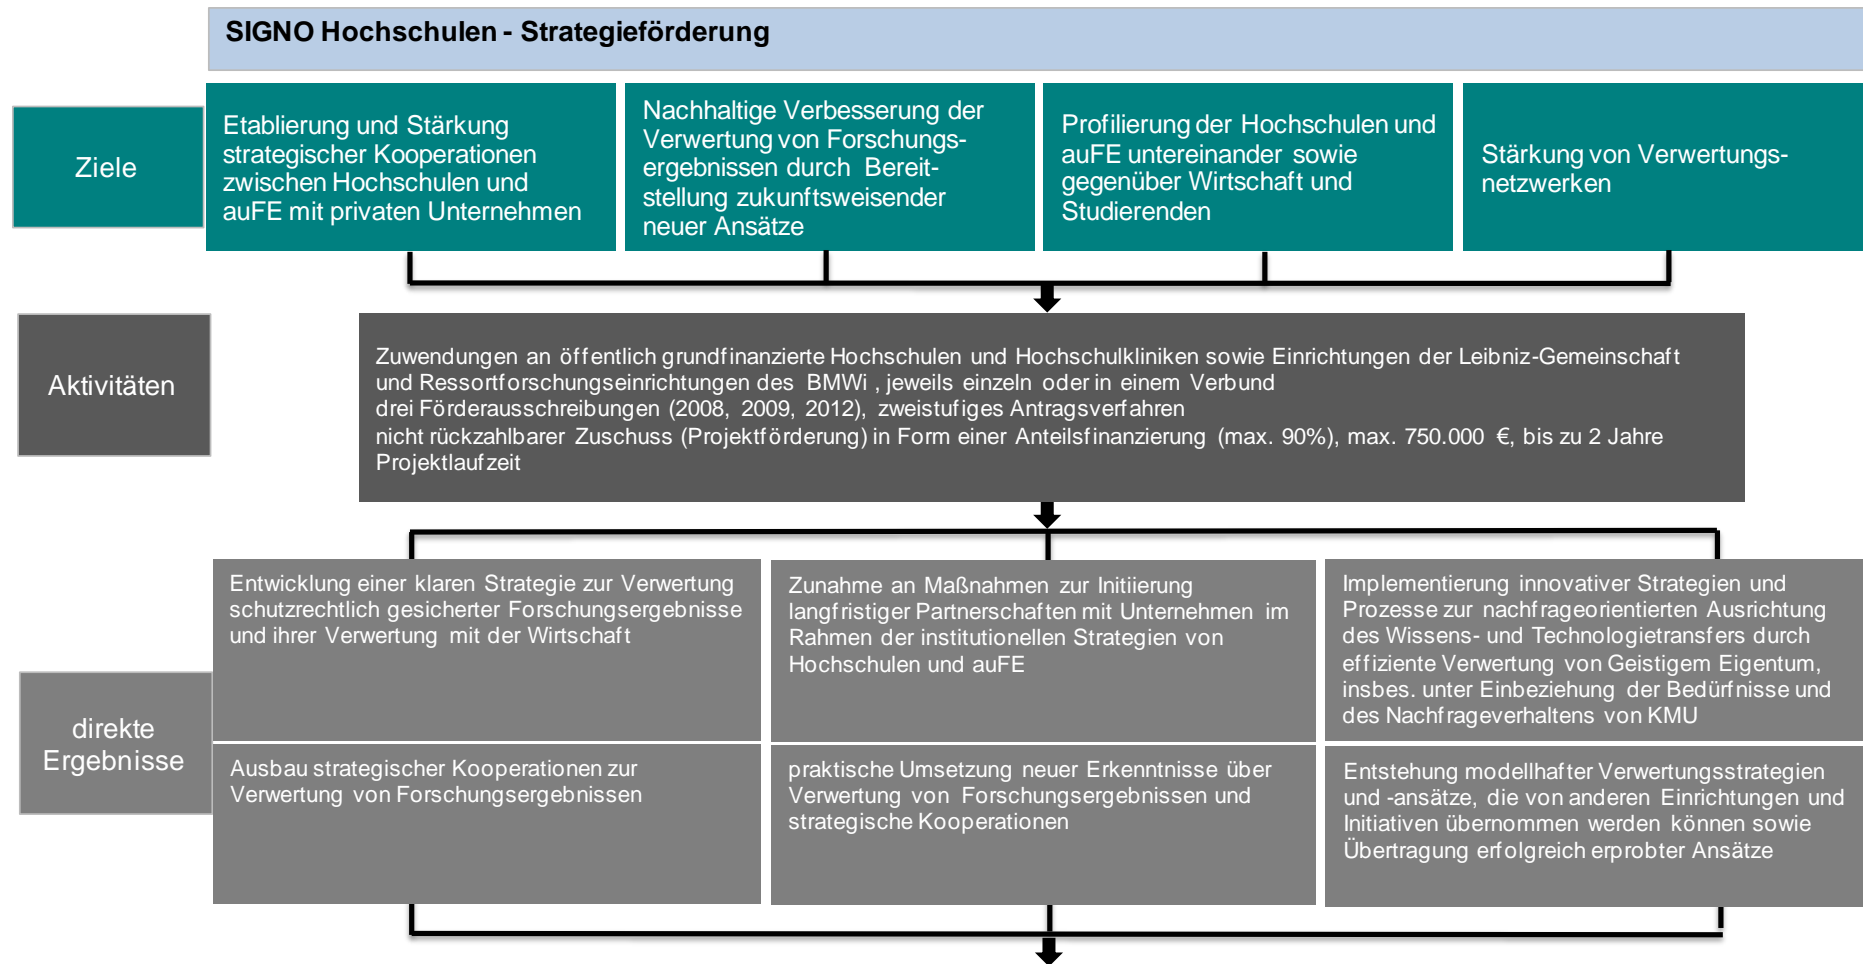 SIGNO Hochschulen - Strategieförderung
Ziele
Etablierung und Stärkung
strategischer Kooperationen
zwischen Hochschulen und
auFE mit privaten Unternehmen
Nachhaltige Verbesserung der
Verwertung von Forschungs-
ergebnissen durch Bereit-
stellung zukunftsweisender
neuer Ansätze
Profilierung der Hochschulen und
auFE untereinander sowie
gegenüber Wirtschaft und
Studierenden
Stärkung von Verwertungs-
netzwerken
Aktivitäten
Zuwendungen an öffentlich grundfinanzierte Hochschulen und Hochschulkliniken sowie Einrichtungen der Leibniz-Gemeinschaft
und Ressortforschungseinrichtungen des BMWi , jeweils einzeln oder in einem Verbund
drei Förderausschreibungen (2008, 2009, 2012), zweistufiges Antragsverfahren
nicht rückzahlbarer Zuschuss (Projektförderung) in Form einer Anteilsfinanzierung (max. 90%), max. 750.000 €, bis zu 2 Jahre
Projektlaufzeit
direkte
Ergebnisse
Entwicklung einer klaren Strategie zur Verwertung
schutzrechtlich gesicherter Forschungsergebnisse
und ihrer Verwertung mit der Wirtschaft
Zunahme an Maßnahmen zur Initiierung
langfristiger Partnerschaften mit Unternehmen im
Rahmen der institutionellen Strategien von
Hochschulen und auFE
Implementierung innovativer Strategien und
Prozesse zur nachfrageorientierten Ausrichtung
des Wissens- und Technologietransfers durch
effiziente Verwertung von Geistigem Eigentum,
insbes. unter Einbeziehung der Bedürfnisse und
des Nachfrageverhaltens von KMU
Ausbau strategischer Kooperationen zur
Verwertung von Forschungsergebnissen
praktische Umsetzung neuer Erkenntnisse über
Verwertung von Forschungsergebnissen und
strategische Kooperationen
Entstehung modellhafter Verwertungsstrategien
und -ansätze, die von anderen Einrichtungen und
Initiativen übernommen werden können sowie
Übertragung erfolgreich erprobter Ansätze